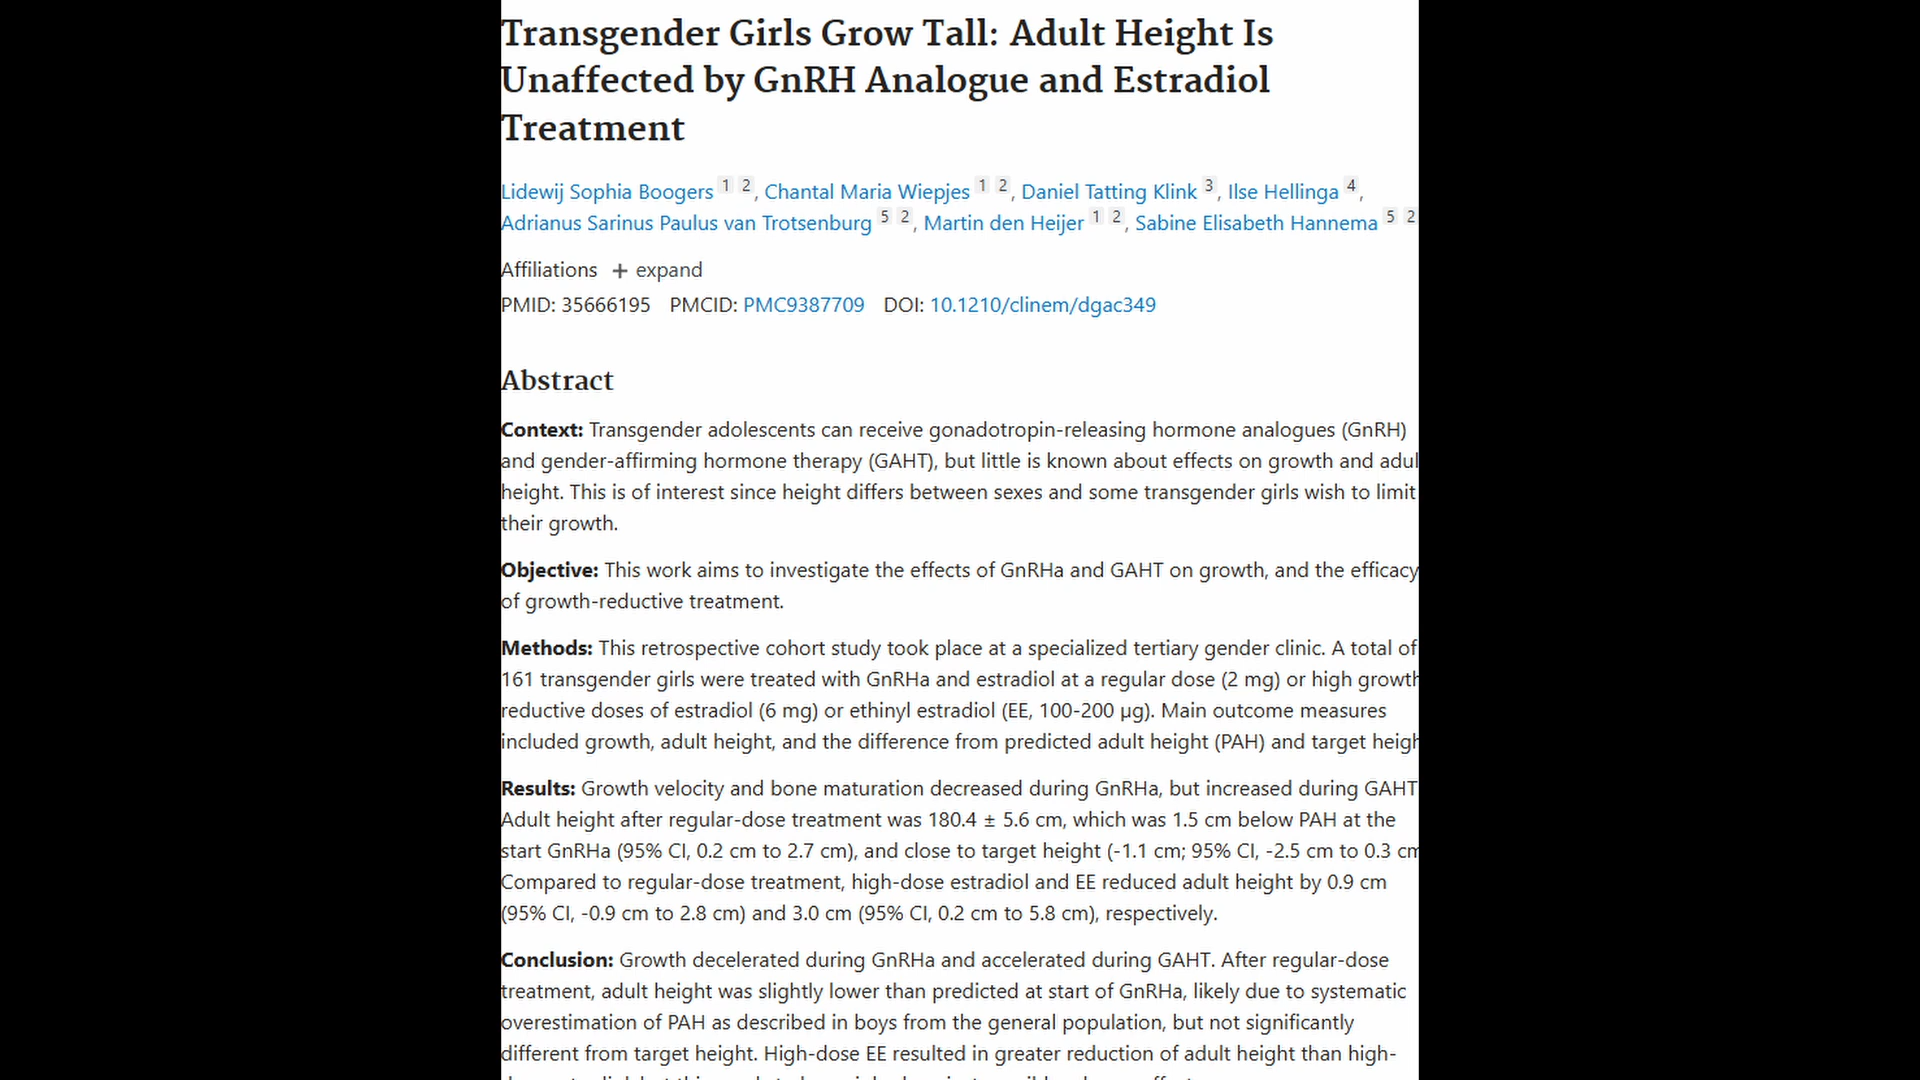 Transgender Girls Grow Tall: Adult Height Is
Unaffected by GnRH Analogue and Estradiol
Treatment
Lidewij Sophia Boogers 1 2, Chantal Maria Wiepjes 1 2, Daniel Tatting Klink 3, Ilse Hellinga 4,
Adrianus Sarinus Paulus van Trotsenburg 5 2, Martin den Heijer 1 2, Sabine Elisabeth Hannema 5 2
Affiliations + expand
PMID: 35666195 PMCID: PMC9387709 DOI: 10.1210/clinem/dgac349
Abstract
Context: Transgender adolescents can receive gonadotropin-releasing hormone analogues (GnRH)
and gender-affirming hormone therapy (GAHT), but little is known about effects on growth and adul
height. This is of interest since height differs between sexes and some transgender girls wish to limit
their growth.
Objective: This work aims to investigate the effects of GnRHa and GAHT on growth, and the efficacy
of growth-reductive treatment.
Methods: This retrospective cohort study took place at a specialized tertiary gender clinic. A total of
161 transgender girls were treated with GnRHa and estradiol at a regular dose (2 mg) or high growth
reductive doses of estradiol (6 mg) or ethinyl estradiol (EE, 100-200 µg). Main outcome measures
included growth, adult height, and the difference from predicted adult height (PAH) and target heigh
Results: Growth velocity and bone maturation decreased during GnRHa, but increased during GAHT
Adult height after regular-dose treatment was 180.4 ± 5.6 cm, which was 1.5 cm below PAH at the
start GnRHa (95% CI, 0.2 cm to 2.7 cm), and close to target height (-1.1 cm; 95% CI, -2.5 cm to 0.3 cm
Compared to regular-dose treatment, high-dose estradiol and EE reduced adult height by 0.9 cm
(95% CI, -0.9 cm to 2.8 cm) and 3.0 cm (95% CI, 0.2 cm to 5.8 cm), respectively.
Conclusion: Growth decelerated during GnRHa and accelerated during GAHT. After regular-dose
treatment, adult height was slightly lower than predicted at start of GnRHa, likely due to systematic
overestimation of PAH as described in boys from the general population, but not significantly
different from target height. High-dose EE resulted in greater reduction of adult height than high-